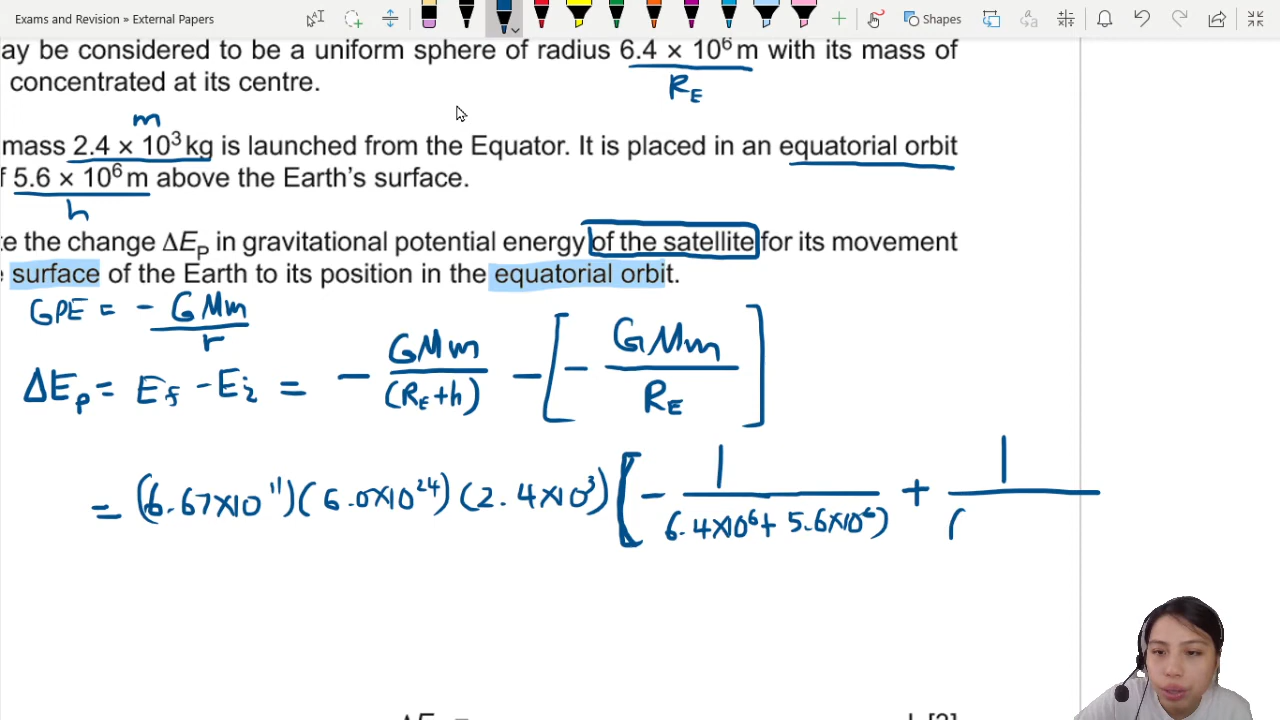 Exams and Revision » External Papers
Shapes
ay be considered to be a uniform sphere of radius 6.4 × 10⁶ m with its mass of
R_E
concentrated at its centre.
m
mass 2.4 × 10³ kg is launched from the Equator. It is placed in an equatorial orbit
f 5.6 × 10⁶ m above the Earth's surface.
h
te the change ΔE_P in gravitational potential energy of the satellite for its movement
surface of the Earth to its position in the equatorial orbit.
GPE = - GMm / r
ΔE_p = E_f - E_i = - GMm / (R_E+h) - [- GMm / R_E]
= (6.67×10¹¹)(6.0×10²⁴)(2.4×10³)[- 1 / 6.4×10⁶+ 5.6×10⁶) + 1 / (